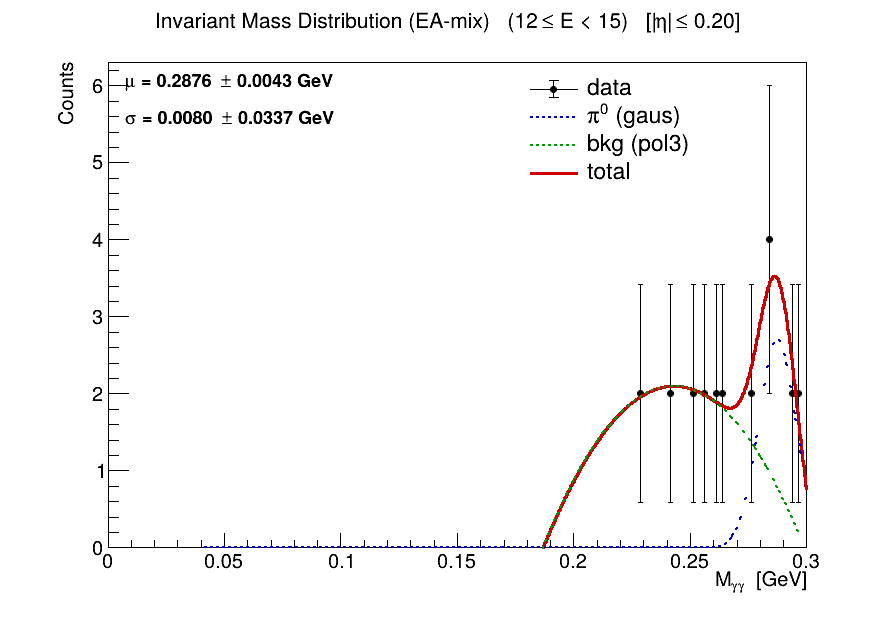 Invariant Mass Distribution (EA-mix) (12 ≤ E < 15) [|η| ≤ 0.20]
Counts
μ = 0.2876 ± 0.0043 GeV
σ = 0.0080 ± 0.0337 GeV
data
π⁰ (gaus)
bkg (pol3)
total
6
5
4
3
2
1
0
0 0.05 0.1 0.15 0.2 0.25 0.3
M_γγ [GeV]